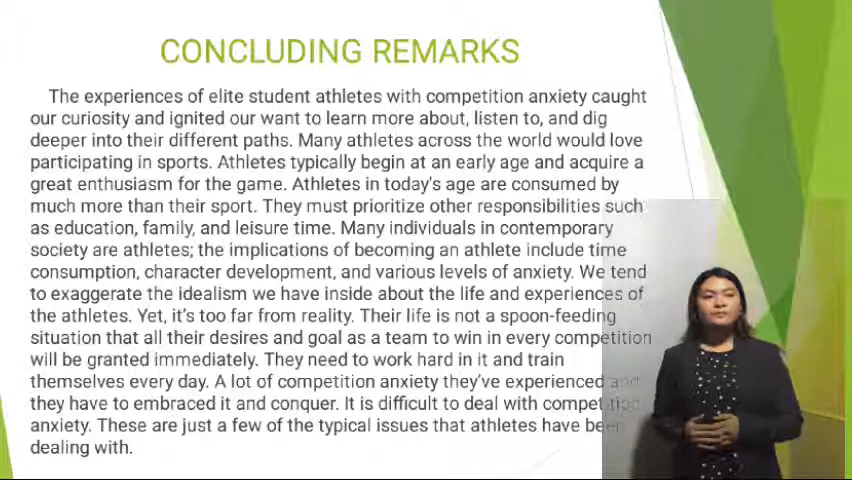 CONCLUDING REMARKS
The experiences of elite student athletes with competition anxiety caught
our curiosity and ignited our want to learn more about, listen to, and dig
deeper into their different paths. Many athletes across the world would love
participating in sports. Athletes typically begin at an early age and acquire a
great enthusiasm for the game. Athletes in today's age are consumed by
much more than their sport. They must prioritize other responsibilities such
as education, family, and leisure time. Many individuals in contemporary
society are athletes; the implications of becoming an athlete include time
consumption, character development, and various levels of anxiety. We tend
to exaggerate the idealism we have inside about the life and experiences of
the athletes. Yet, it's too far from reality. Their life is not a spoon-feeding
situation that all their desires and goal as a team to win in every competition
will be granted immediately. They need to work hard in it and train
themselves every day. A lot of competition anxiety they've experienced and
they have to embraced it and conquer. It is difficult to deal with competition
anxiety. These are just a few of the typical issues that athletes have been
dealing with.